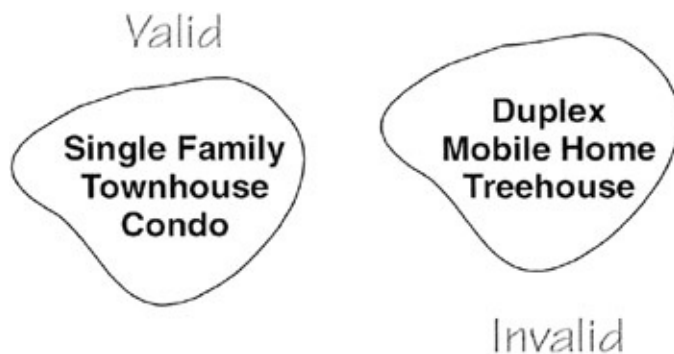 Valid
Single Family
Townhouse
Condo
Duplex
Mobile Home
Treehouse
Invalid